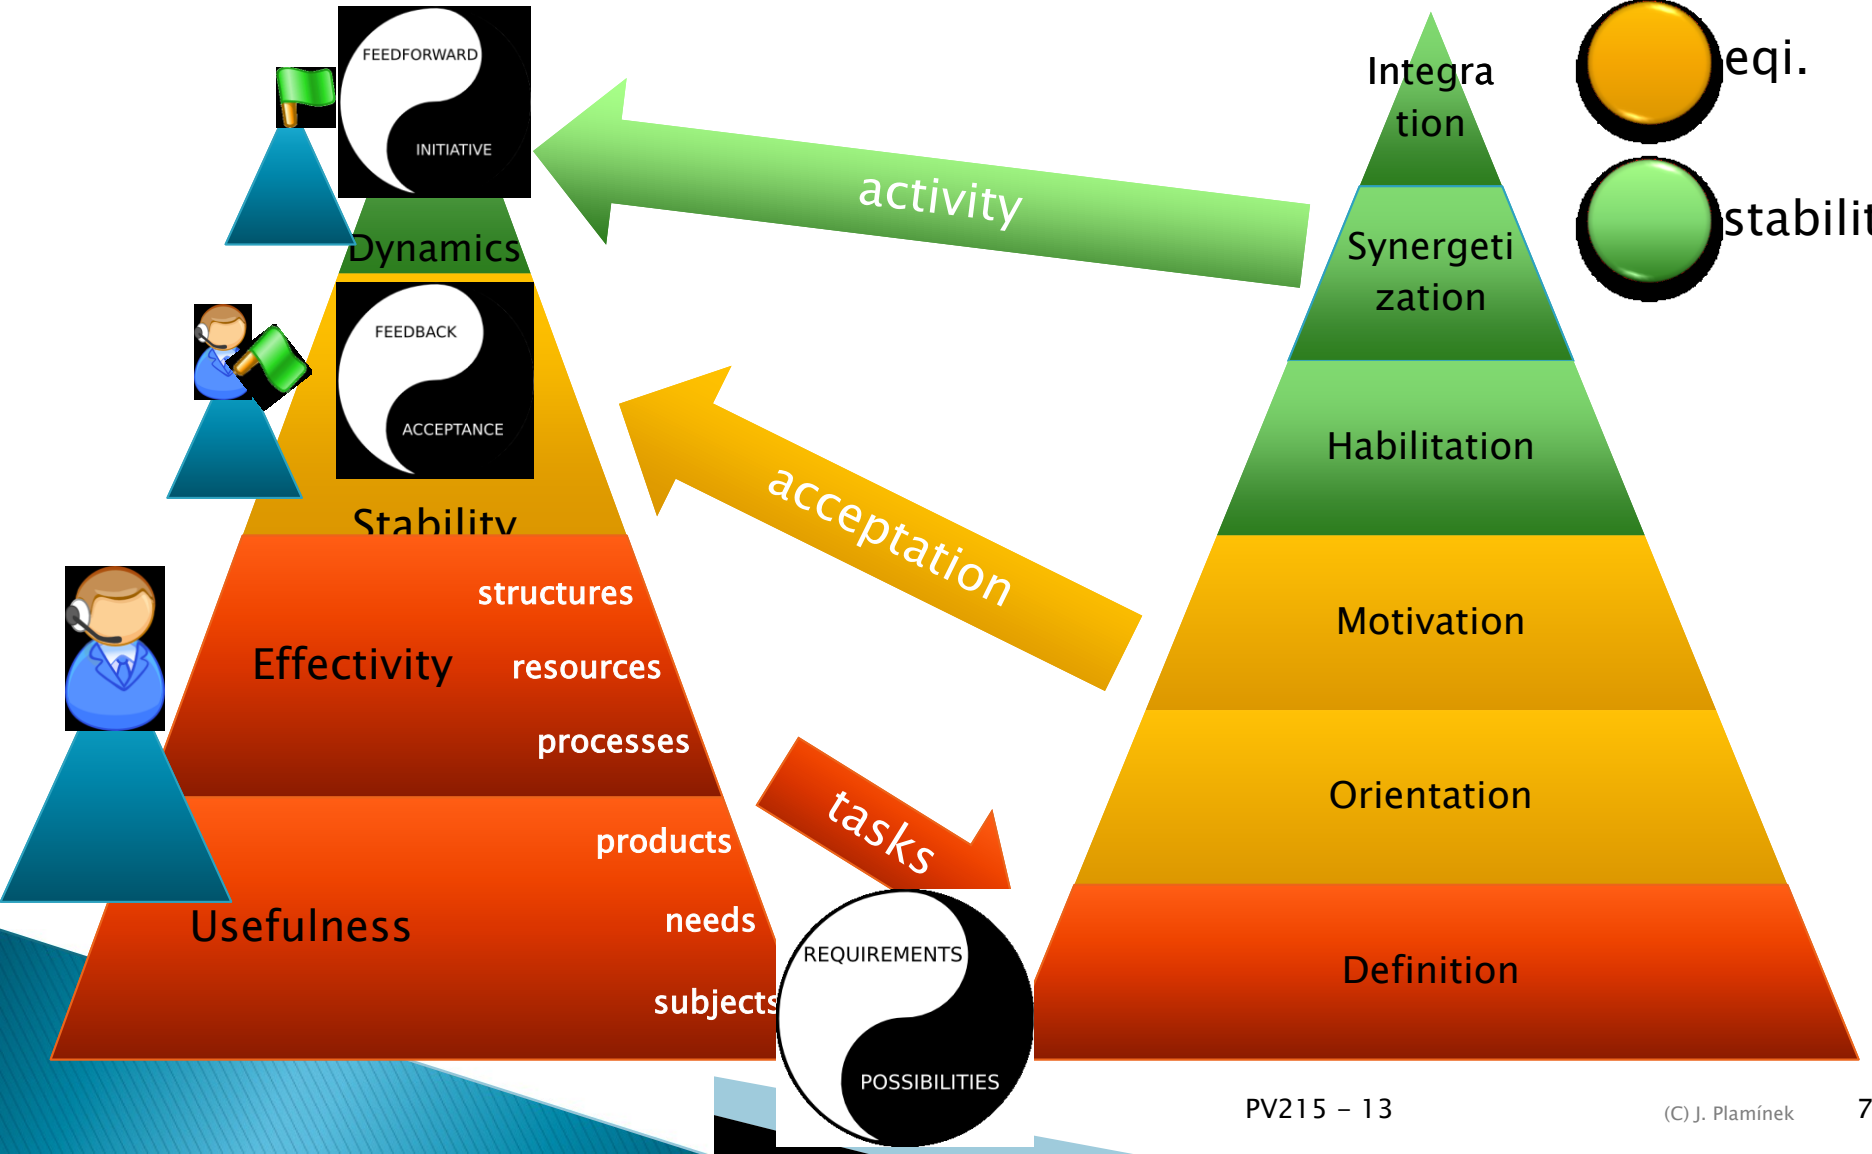 FEEDFORWARD
INITIATIVE
Dynamics
FEEDBACK
ACCEPTANCE
Stability
structures
Effectivity
resources
processes
products
Usefulness
needs
subjects
activity
acceptation
tasks
REQUIREMENTS
POSSIBILITIES
Integra
tion
Synergeti
zation
Habilitation
Motivation
Orientation
Definition
eqi.
stabilit
PV215 – 13
(C) J. Plamínek
7